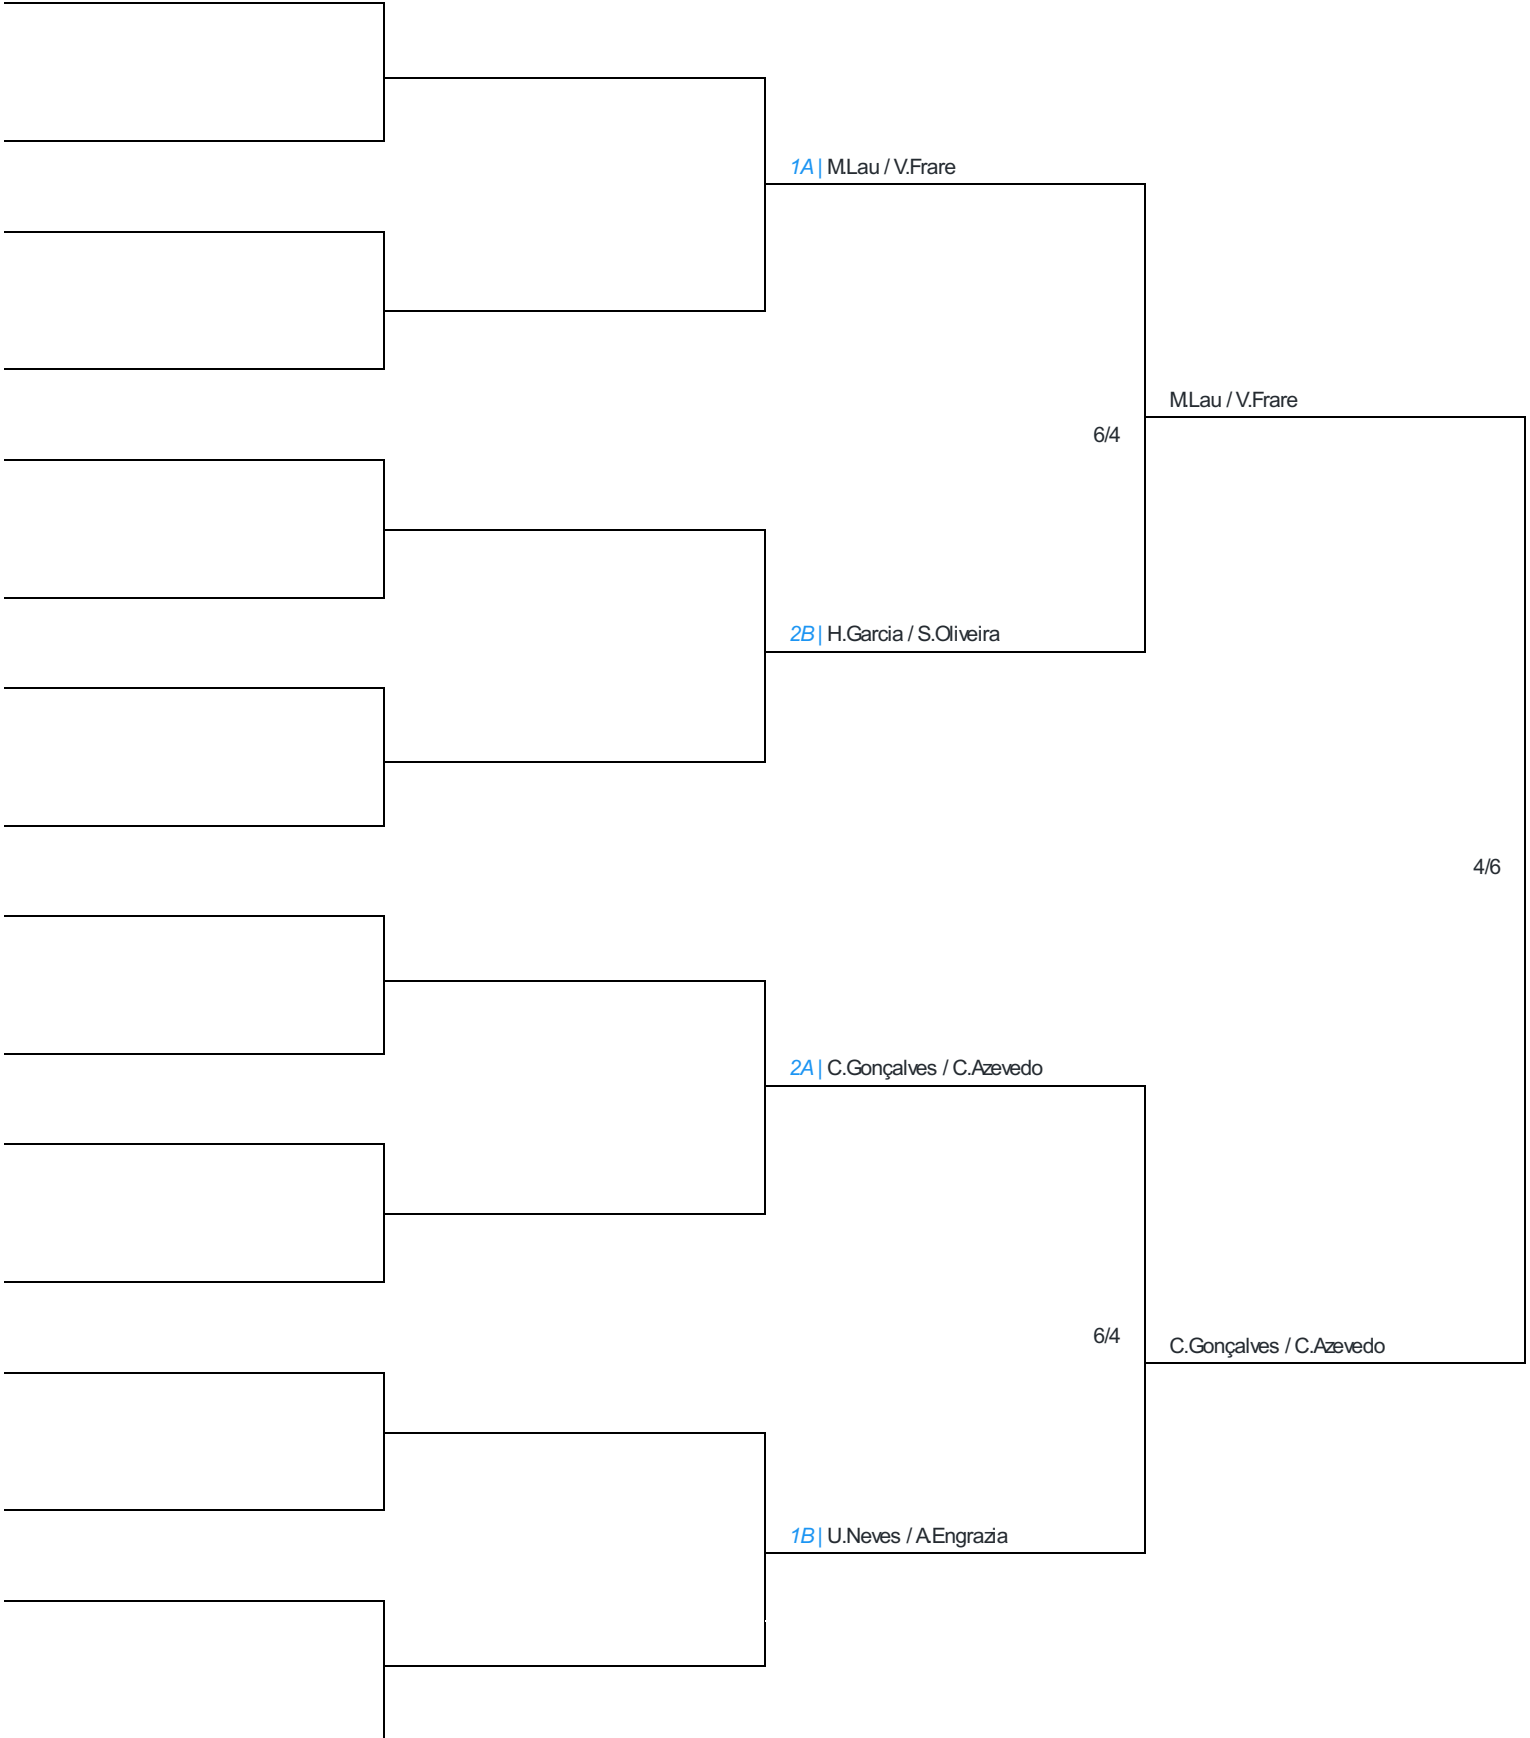 1A | M.Lau / V.Frare
M.Lau / V.Frare
6/4
2B | H.Garcia / S.Oliveira
4/6
2A | C.Gonçalves / C.Azevedo
6/4
C.Gonçalves / C.Azevedo
1B | U.Neves / A.Engrazia